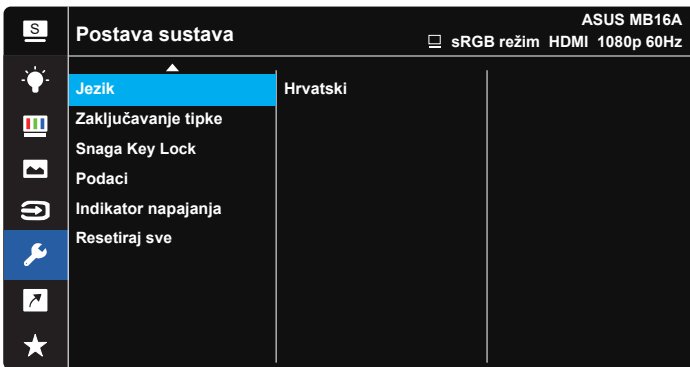 S
Postava sustava
ASUS MB16A
sRGB režim HDMI 1080p 60Hz
Jezik
Hrvatski
Zaključavanje tipke
Snaga Key Lock
Podaci
Indikator napajanja
Resetiraj sve